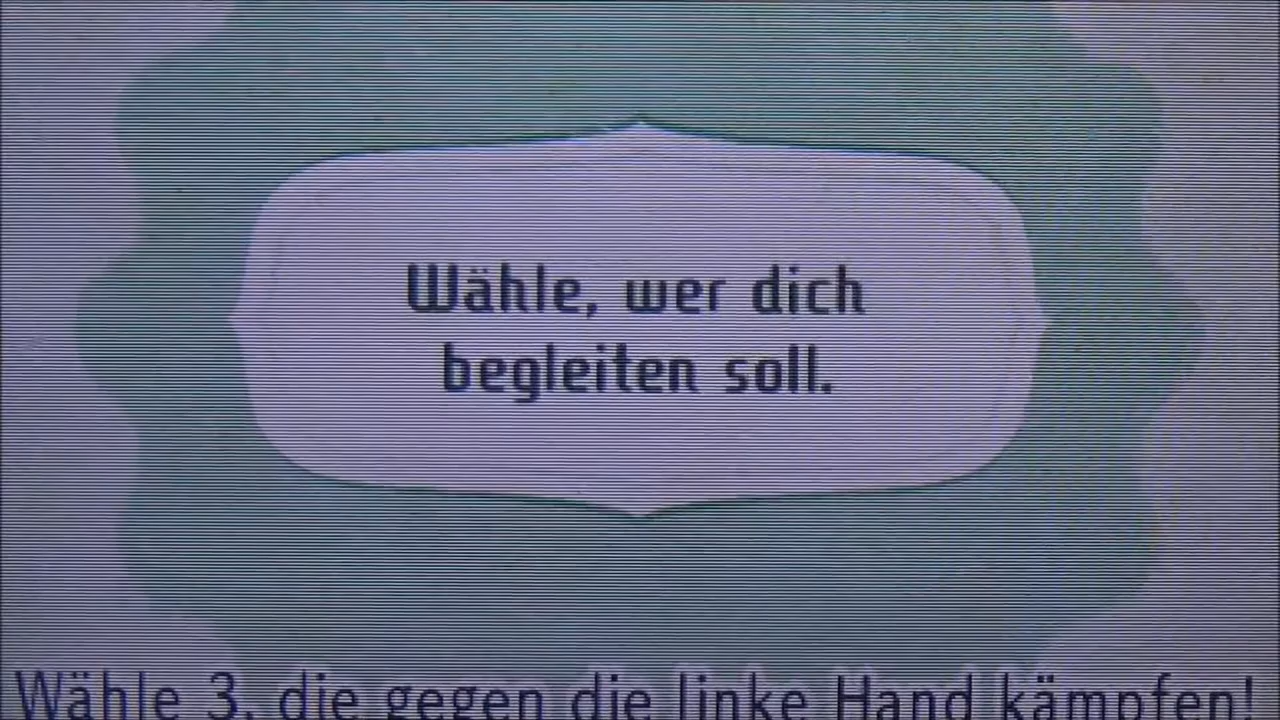 Wähle, wer dich
begleiten soll.
Wähle 3, die gegen die linke Hand kämpfen!